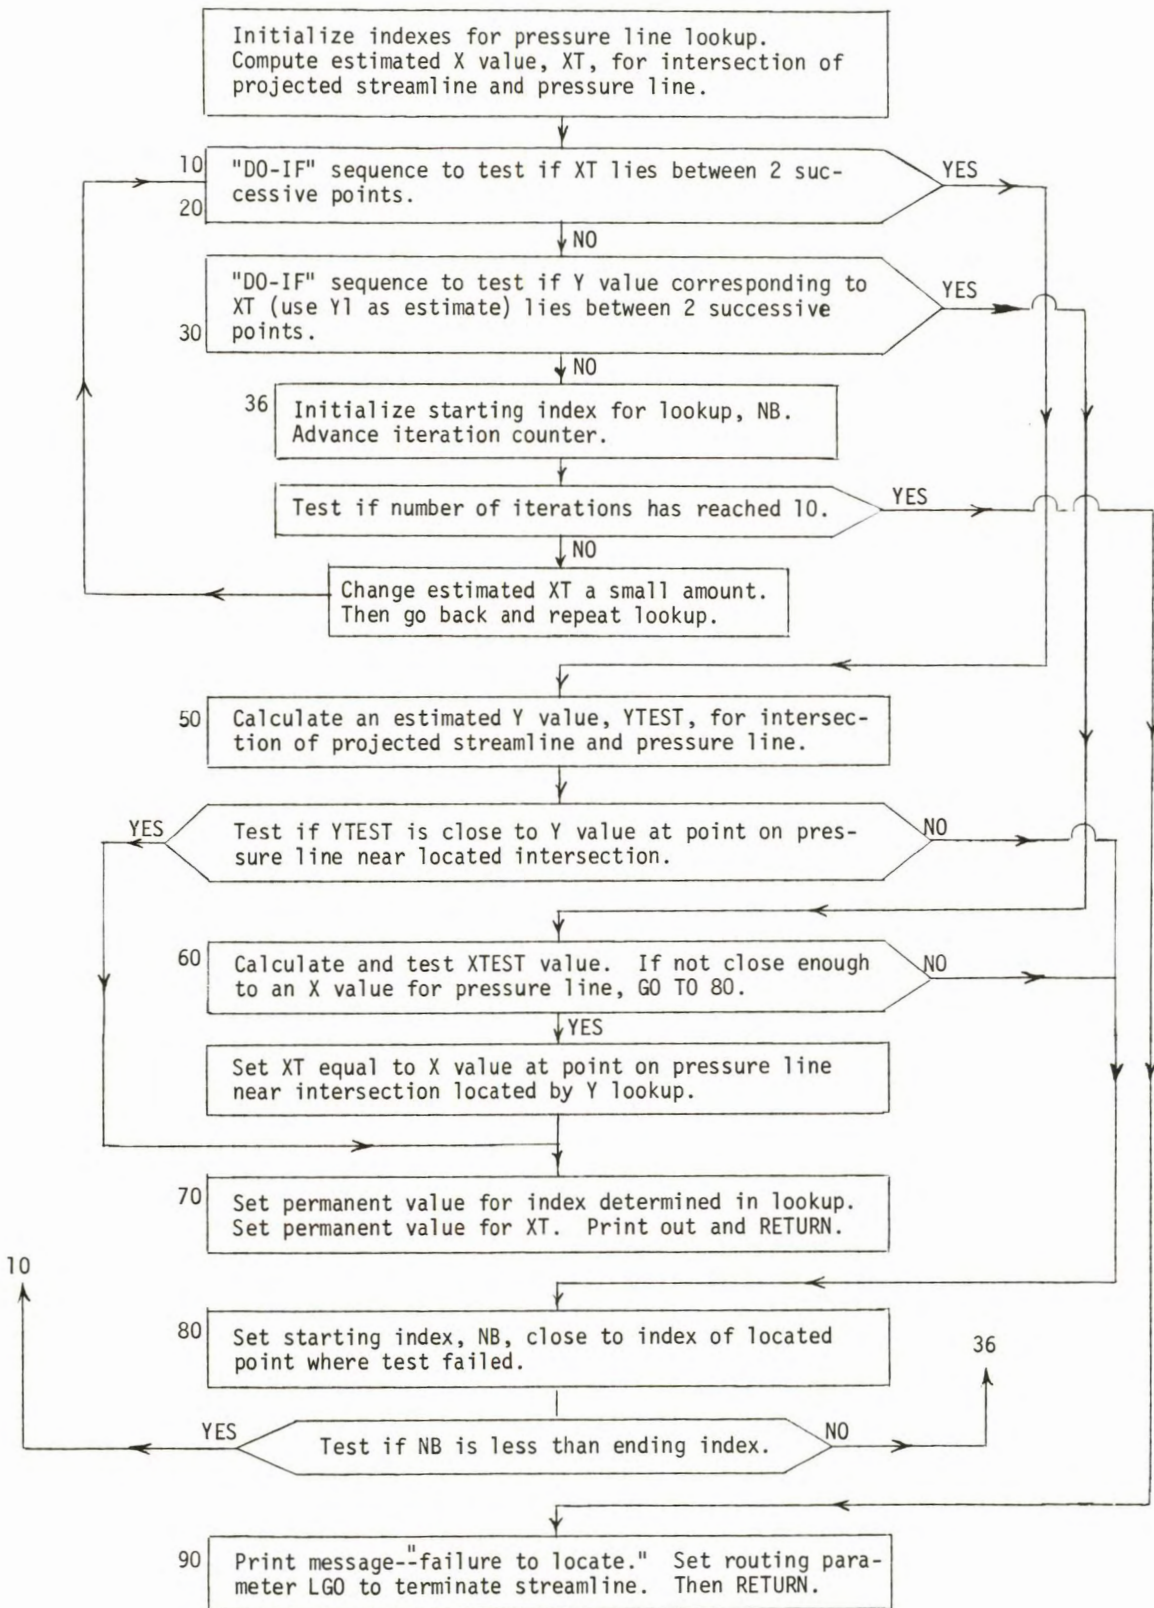 Initialize indexes for pressure line lookup.
Compute estimated X value, XT, for intersection of
projected streamline and pressure line.
10
"DO-IF" sequence to test if XT lies between 2 suc-
cessive points.
20
YES
NO
"DO-IF" sequence to test if Y value corresponding to
XT (use Y1 as estimate) lies between 2 successive
points.
30
YES
NO
36
Initialize starting index for lookup, NB.
Advance iteration counter.
Test if number of iterations has reached 10.
YES
NO
Change estimated XT a small amount.
Then go back and repeat lookup.
50
Calculate an estimated Y value, YTEST, for intersec-
tion of projected streamline and pressure line.
YES
Test if YTEST is close to Y value at point on pres-
sure line near located intersection.
NO
60
Calculate and test XTEST value. If not close enough
to an X value for pressure line, GO TO 80.
NO
YES
Set XT equal to X value at point on pressure line
near intersection located by Y lookup.
70
Set permanent value for index determined in lookup.
Set permanent value for XT. Print out and RETURN.
10
80
Set starting index, NB, close to index of located
point where test failed.
36
YES
Test if NB is less than ending index.
NO
90
Print message--"failure to locate." Set routing para-
meter LGO to terminate streamline. Then RETURN.